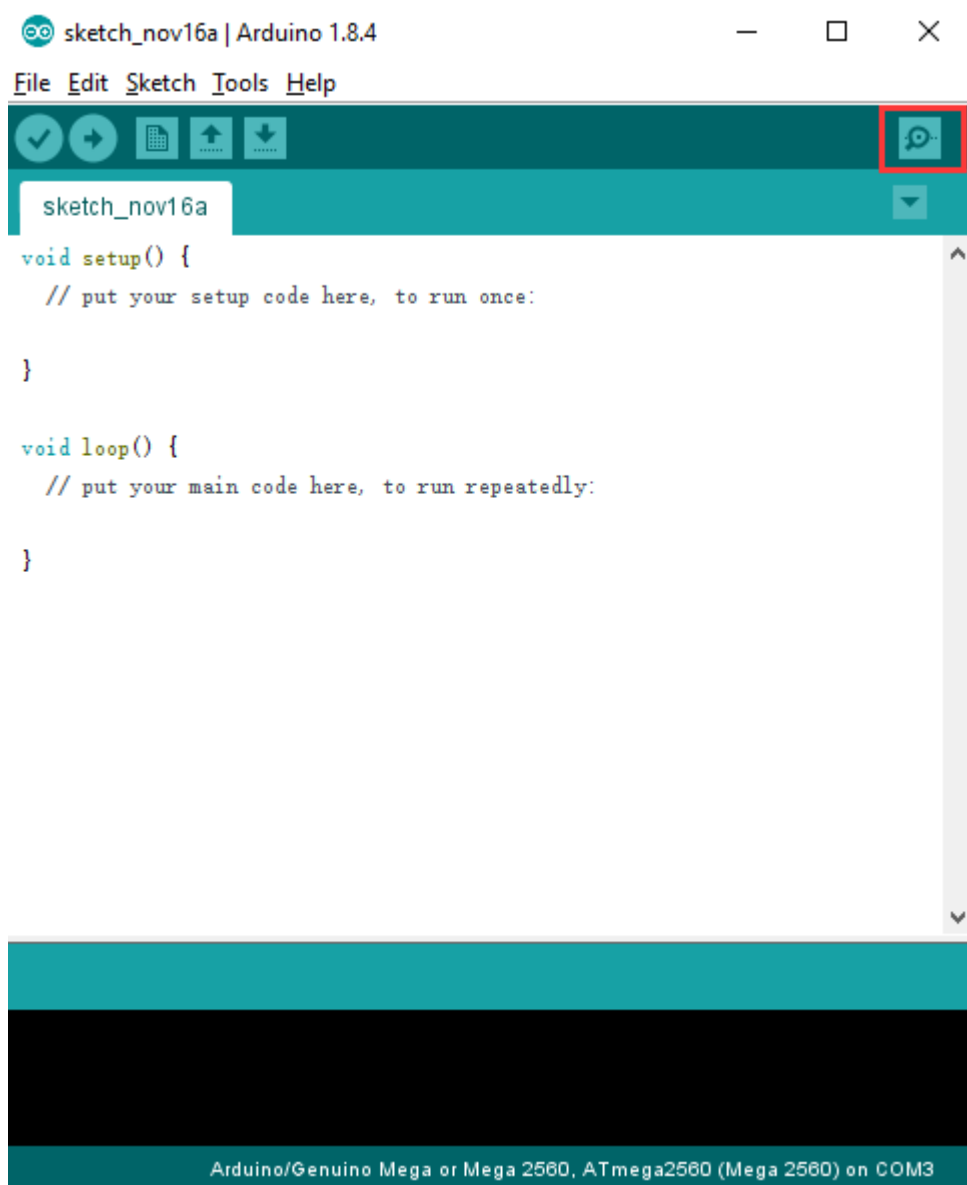 sketch_nov16a | Arduino 1.8.4
File Edit Sketch Tools Help
sketch_nov16a
void setup() {
// put your setup code here, to run once:
}
void loop() {
// put your main code here, to run repeatedly:
}
Arduino/Genuino Mega or Mega 2560, ATmega2560 (Mega 2560) on COM3